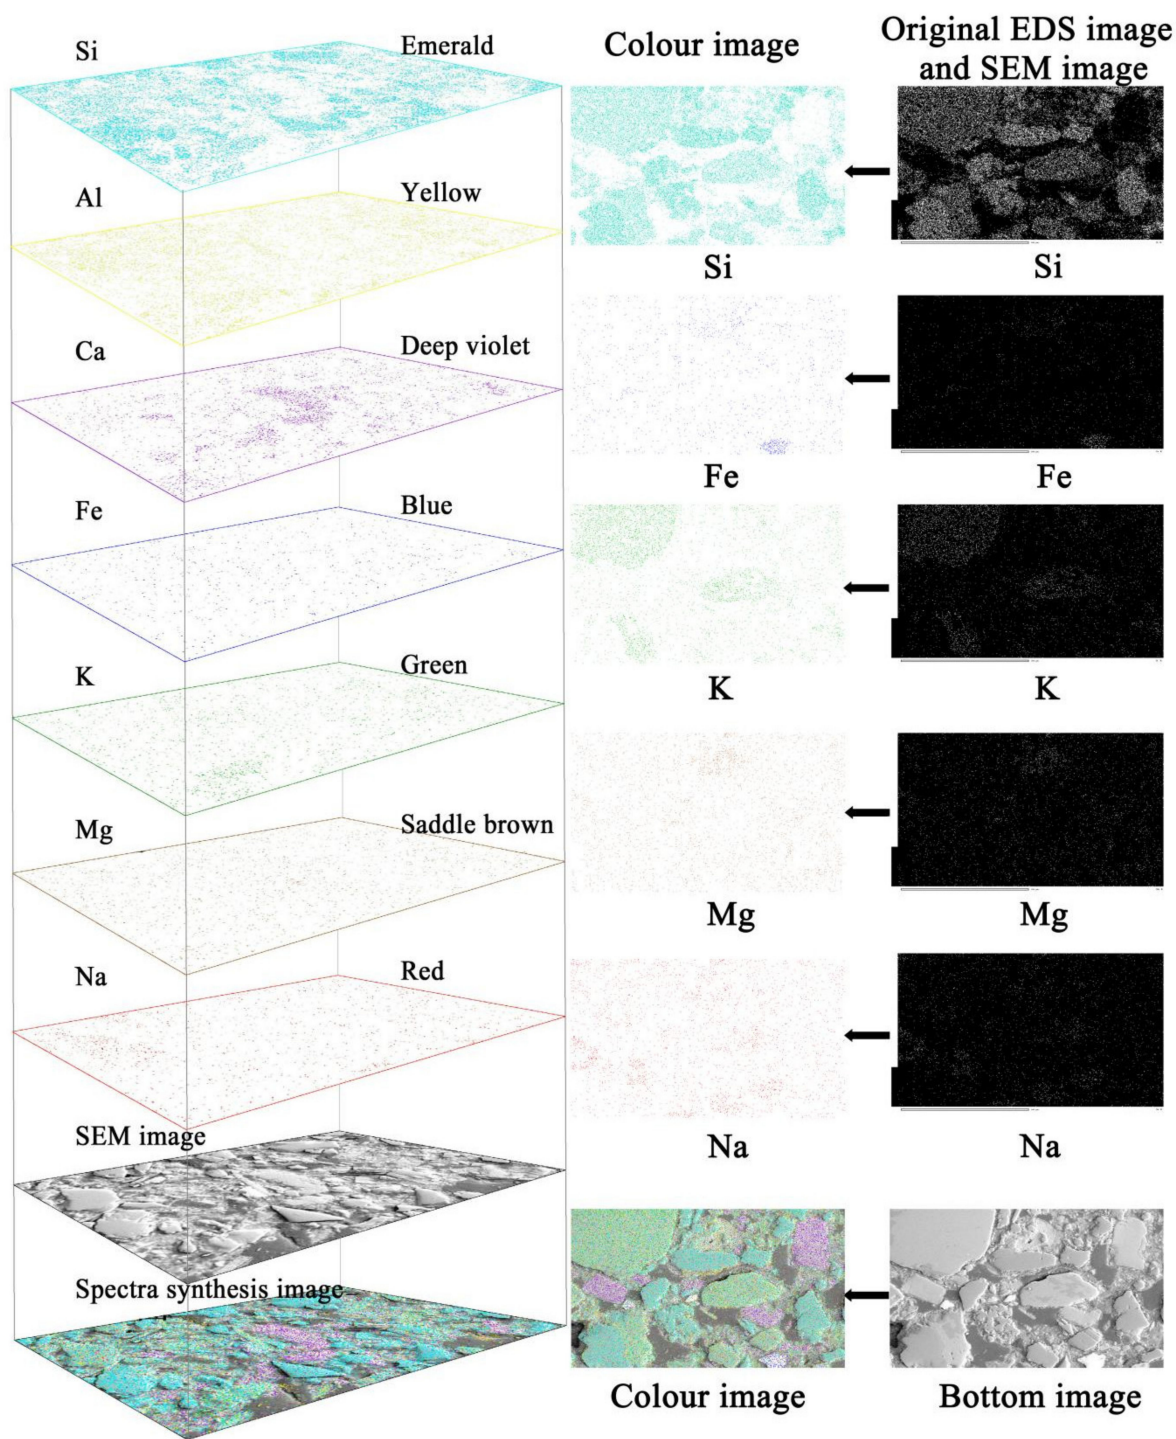 Si
Emerald
Al
Yellow
Ca
Deep violet
Fe
Blue
K
Green
Mg
Saddle brown
Na
Red
SEM image
Spectra synthesis image
Colour image
Original EDS image
and SEM image
Si
Si
Fe
Fe
K
K
Mg
Mg
Na
Na
Colour image
Bottom image